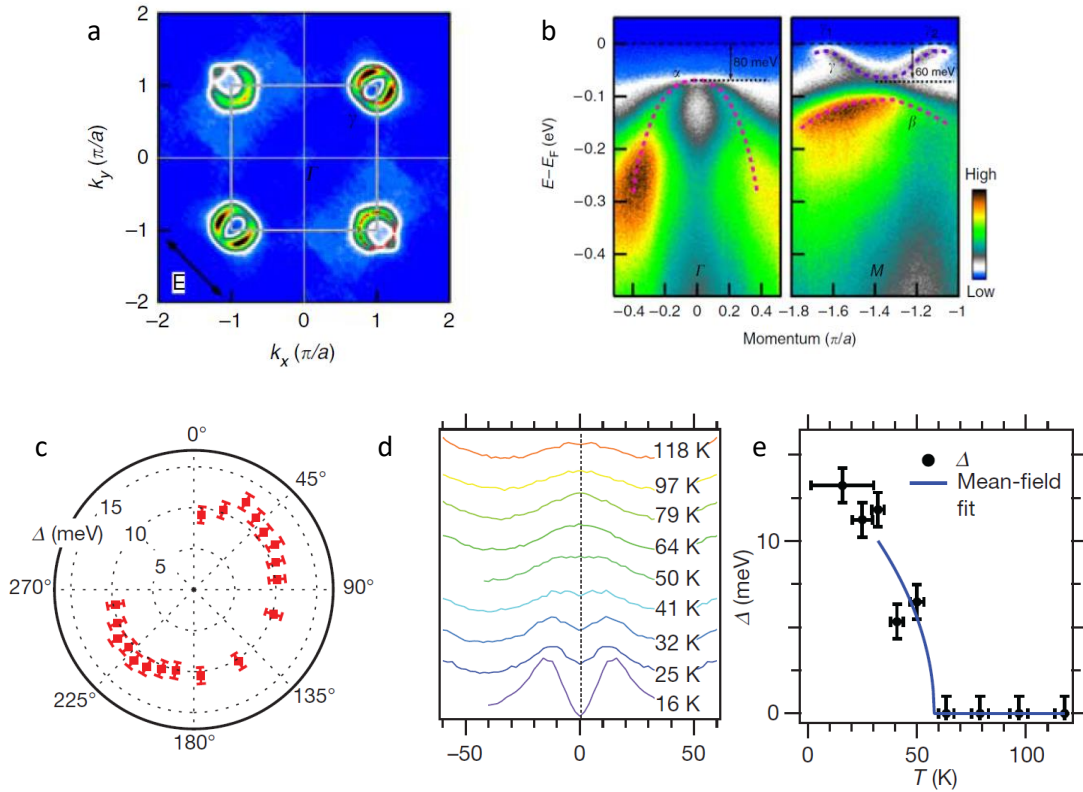 a
2
1
0
−1
−2
k_y (π/a)
γ
Γ
E
−2
−1
0
1
2
k_x (π/a)
b
0
−0.1
−0.2
−0.3
−0.4
E−E_F (eV)
α
80 meV
Γ
γ
60 meV
β
M
−0.4
−0.2
0
0.2
0.4
−1.8
−1.6
−1.4
−1.2
−1
Momentum (π/a)
High
Low
c
0°
45°
90°
135°
180°
225°
270°
Δ (meV)
15
10
5
d
118 K
97 K
79 K
64 K
50 K
41 K
32 K
25 K
16 K
−50
0
50
e
Δ
Mean-field
fit
10
0
Δ (meV)
0
50
100
T (K)